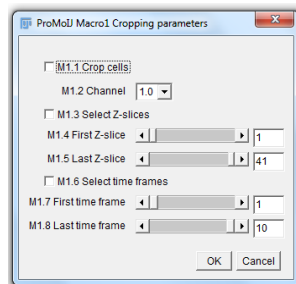 ProMoIJ Macro1 Cropping parameters
M1.1 Crop cells
M1.2 Channel 1.0
M1.3 Select Z-slices
M1.4 First Z-slice 1
M1.5 Last Z-slice 41
M1.6 Select time frames
M1.7 First time frame 1
M1.8 Last time frame 10
OK Cancel